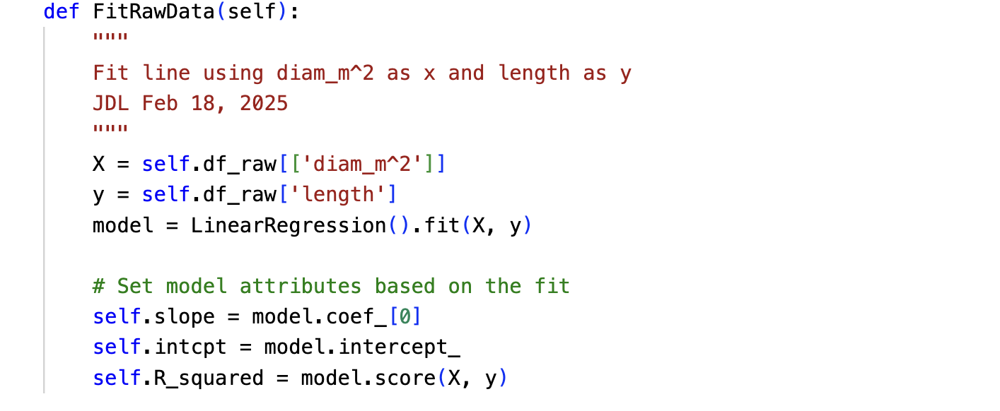 def FitRawData(self):
"""
Fit line using diam_m^2 as x and length as y
JDL Feb 18, 2025
"""
X = self.df_raw[['diam_m^2']]
y = self.df_raw['length']
model = LinearRegression().fit(X, y)
# Set model attributes based on the fit
self.slope = model.coef_[0]
self.intcpt = model.intercept_
self.R_squared = model.score(X, y)